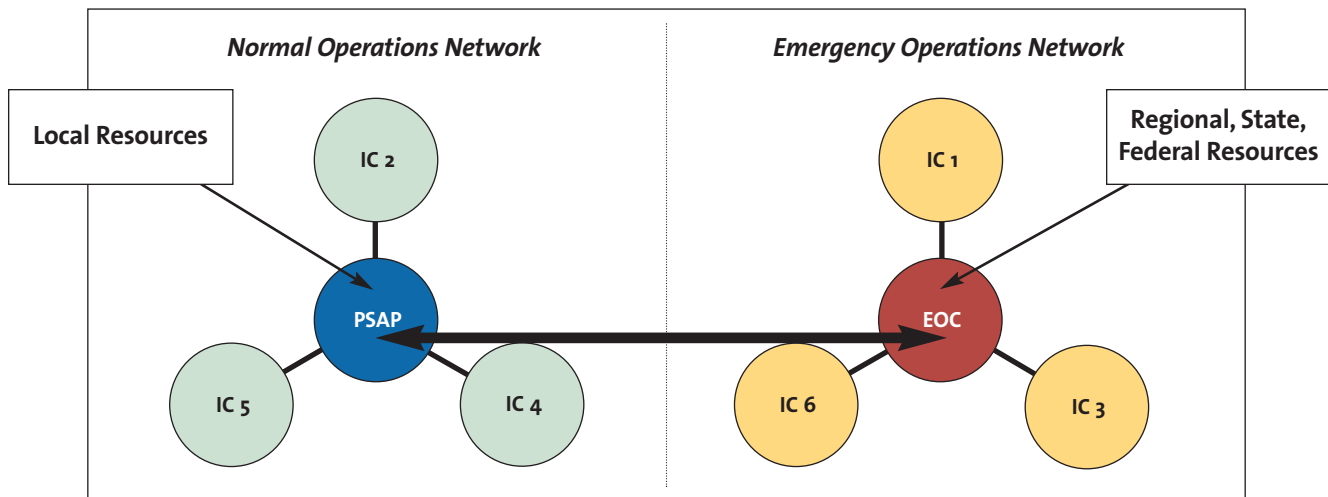 Normal Operations Network
Emergency Operations Network
Local Resources
Regional, State,
Federal Resources
IC 2
IC 1
PSAP
EOC
IC 5
IC 4
IC 6
IC 3